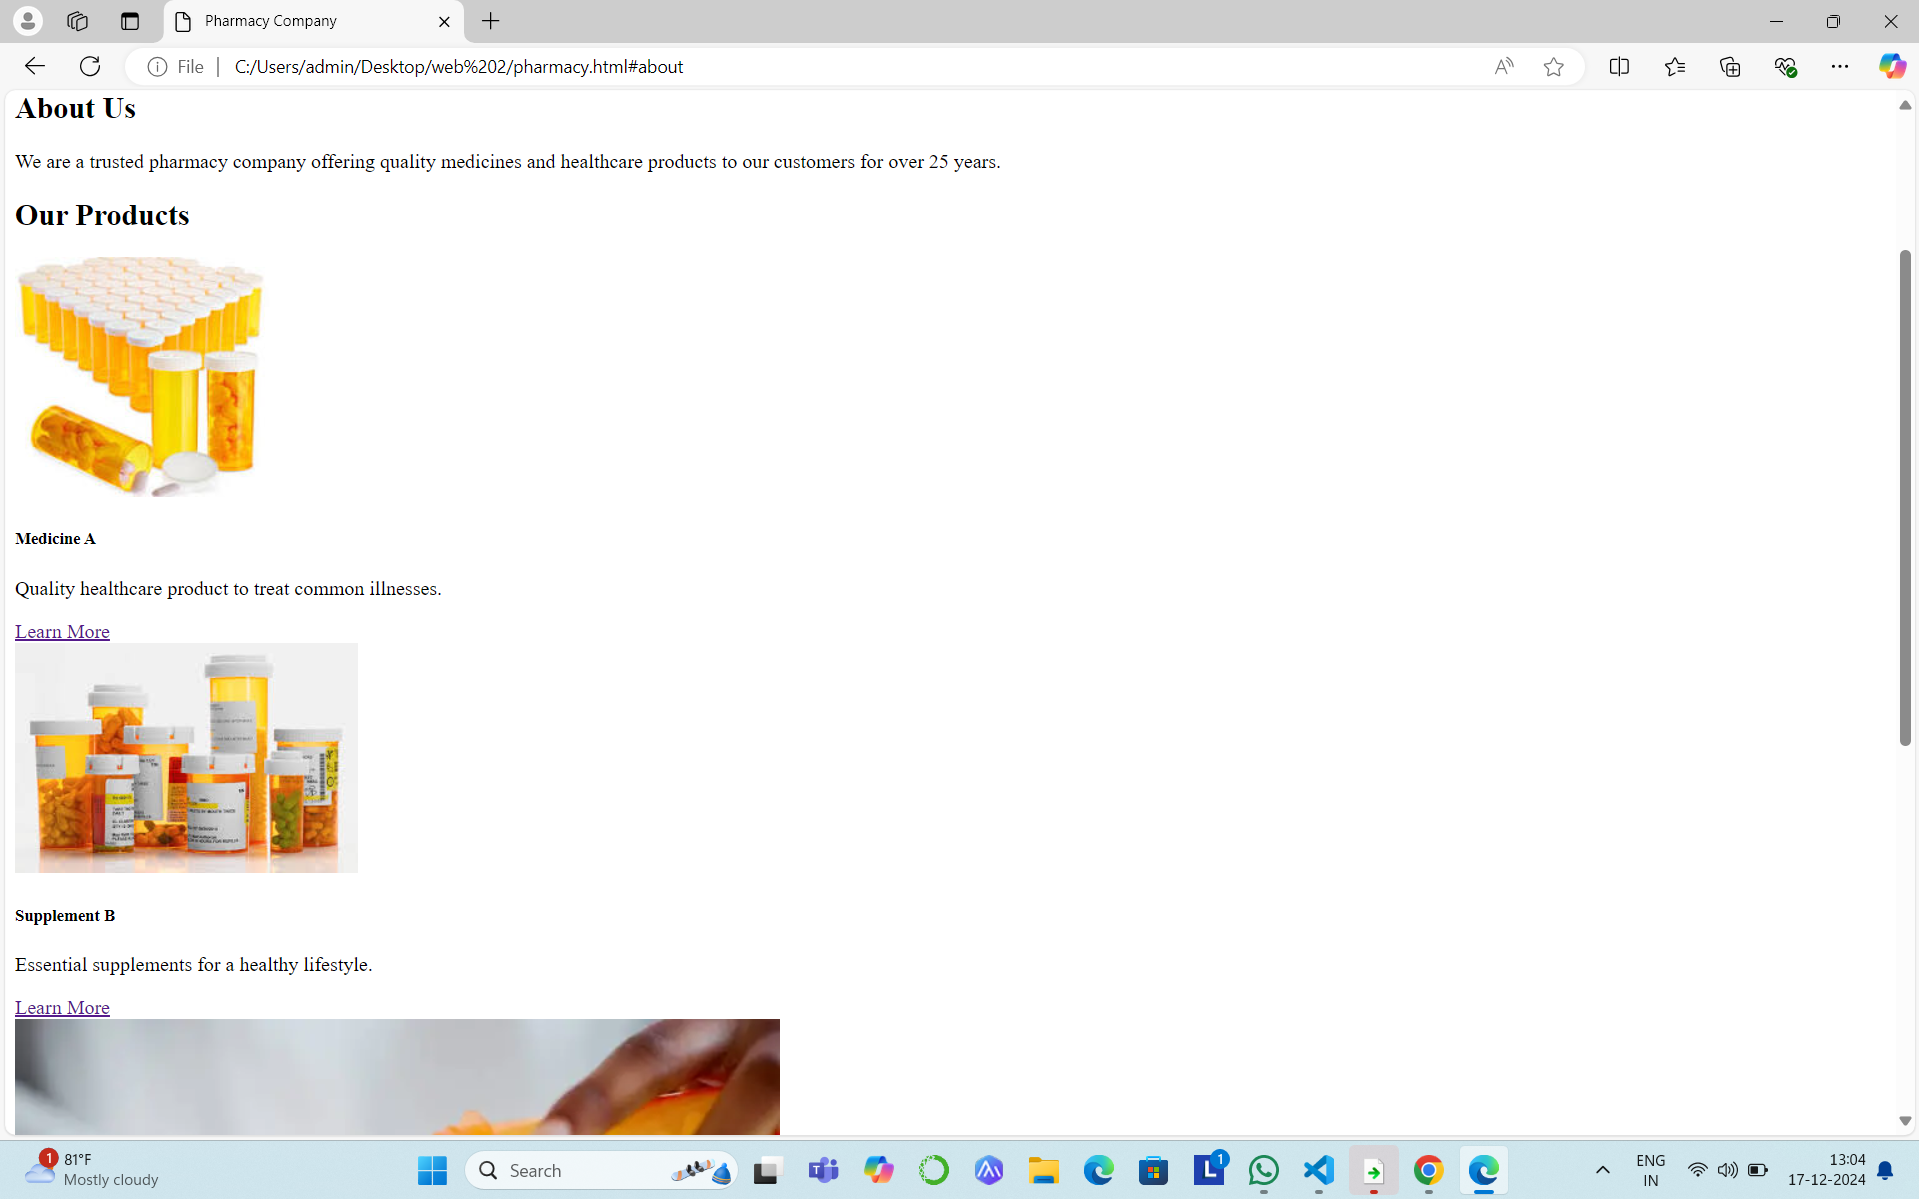 Pharmacy Company
File
C:/Users/admin/Desktop/web%202/pharmacy.html#about
About Us
We are a trusted pharmacy company offering quality medicines and healthcare products to our customers for over 25 years.
Our Products
Medicine A
Quality healthcare product to treat common illnesses.
Learn More
Supplement B
Essential supplements for a healthy lifestyle.
Learn More
1
81°F
Mostly cloudy
Search
1
ENG
IN
13:04
17-12-2024